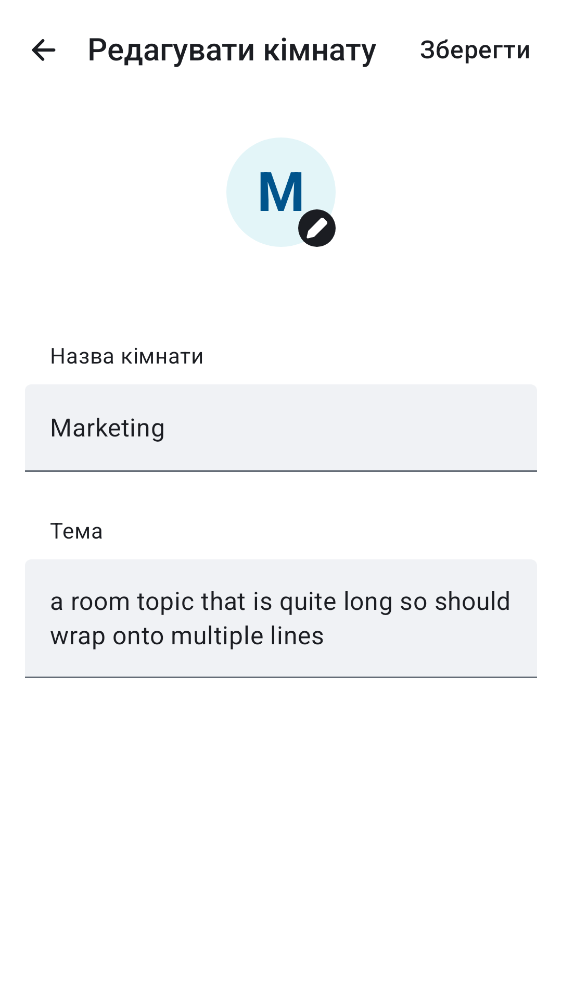 Редагувати кімнату Зберегти
M
Назва кімнати
Marketing
Тема
a room topic that is quite long so should
wrap onto multiple lines